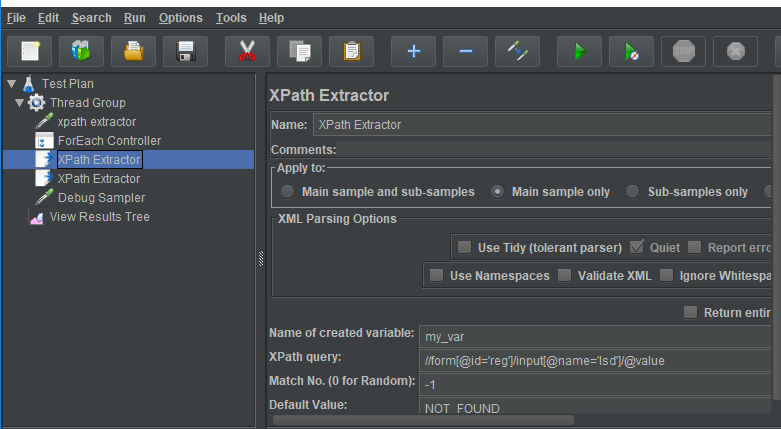 File Edit Search Run Options Tools Help
STOP
Test Plan
Thread Group
xpath extractor
ForEach Controller
XPath Extractor
XPath Extractor
Debug Sampler
View Results Tree
XPath Extractor
Name: XPath Extractor
Comments:
Apply to:
Main sample and sub-samples Main sample only Sub-samples only
XML Parsing Options
Use Tidy (tolerant parser) Quiet Report erro
Use Namespaces Validate XML Ignore Whitespa
Return entir
Name of created variable: my_var
XPath query: //form[@id='reg']/input[@name='lsd']/@value
Match No. (0 for Random): -1
Default Value: NOT_FOUND